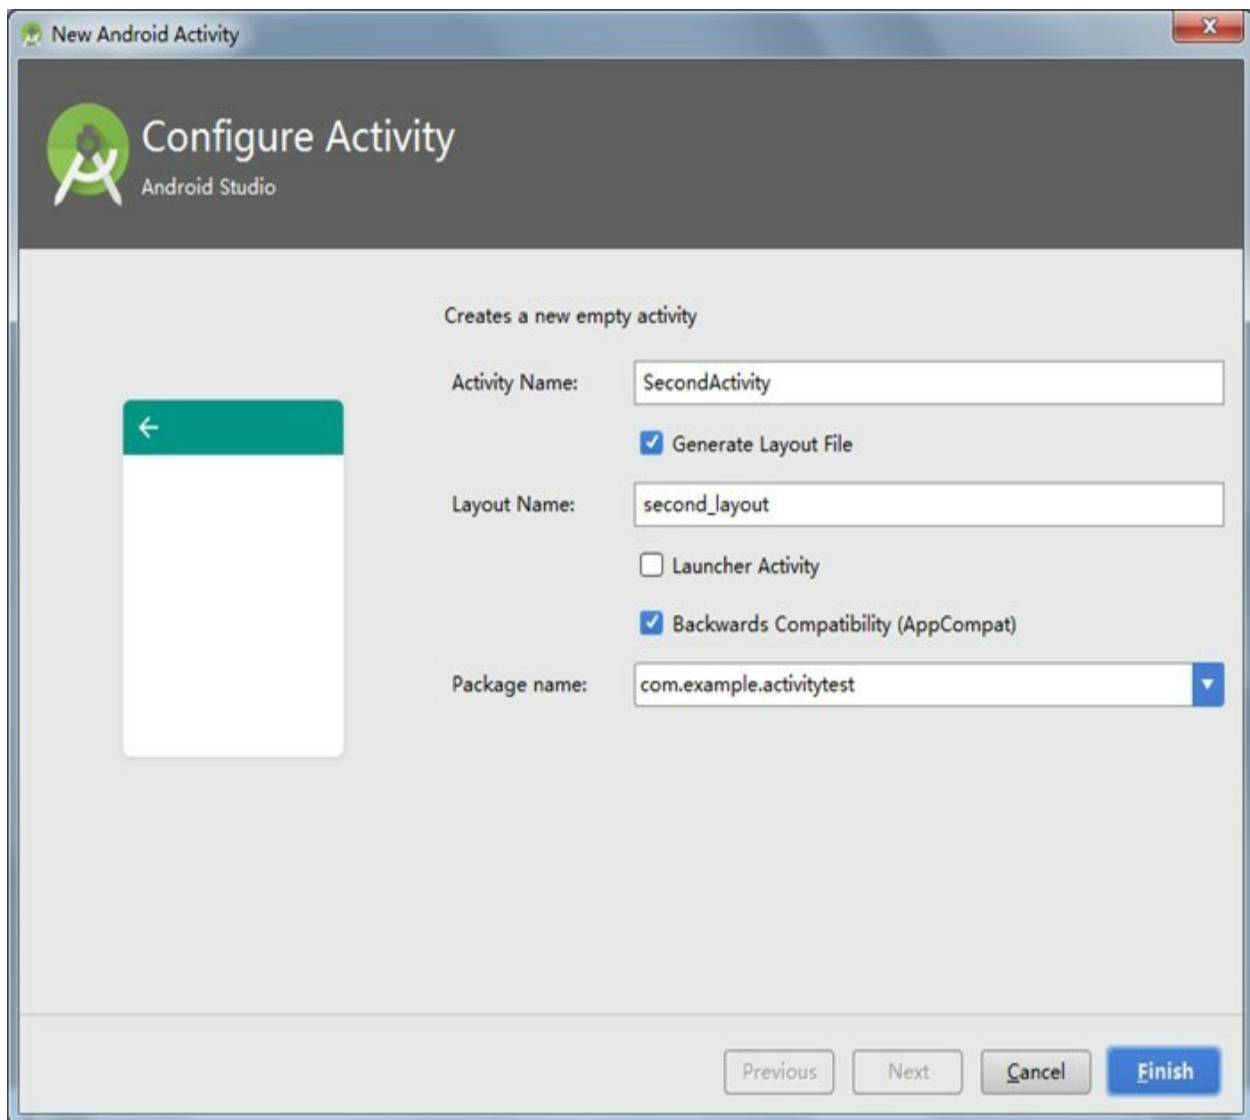 New Android Activity
Configure Activity
Android Studio
Creates a new empty activity
Activity Name: SecondActivity
Generate Layout File
Layout Name: second_layout
Launcher Activity
Backwards Compatibility (AppCompat)
Package name: com.example.activitytest
Previous Next Cancel Finish